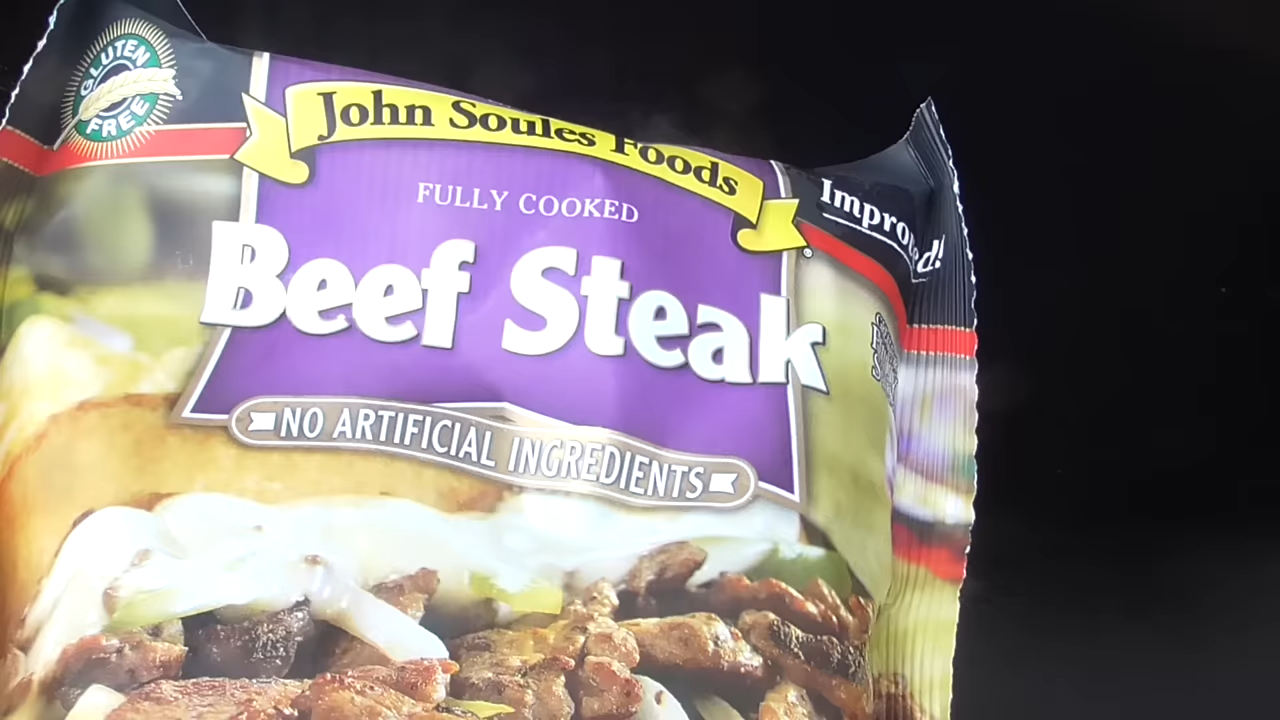 GLUTEN
FREE
John Soules Foods
FULLY COOKED
Beef Steak
Improved!
NO ARTIFICIAL INGREDIENTS